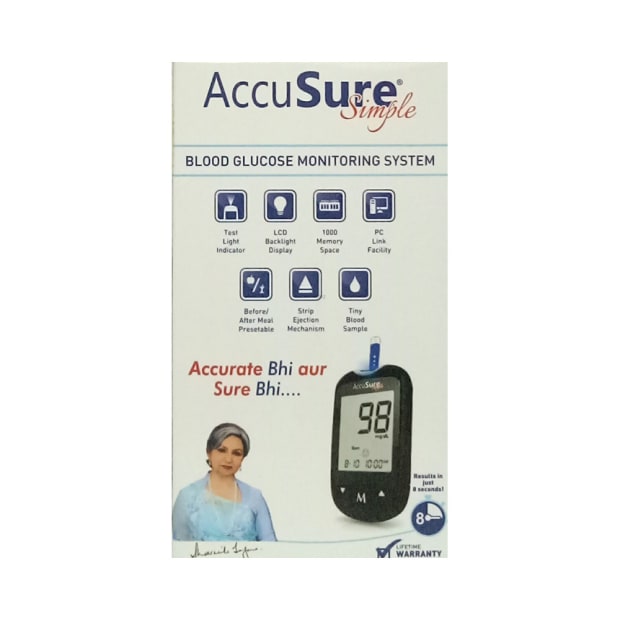 AccuSure®
Simple
BLOOD GLUCOSE MONITORING SYSTEM
Test Light Indicator
LCD Backlight Display
1000 Memory Space
PC Link Facility
Before/ After Meal Presetable
Strip Ejection Mechanism
Tiny Blood Sample
Accurate Bhi aur
Sure Bhi....
AccuSure
Simple
98
mg/dL
8-10 10:00
M
Results in
just
8 seconds!
8
LIFETIME
WARRANTY